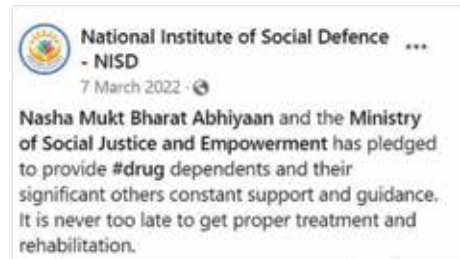 National Institute of Social Defence
- NISD
7 March 2022 ·
Nasha Mukt Bharat Abhiyaan and the Ministry
of Social Justice and Empowerment has pledged
to provide #drug dependents and their
significant others constant support and guidance.
It is never too late to get proper treatment and
rehabilitation.